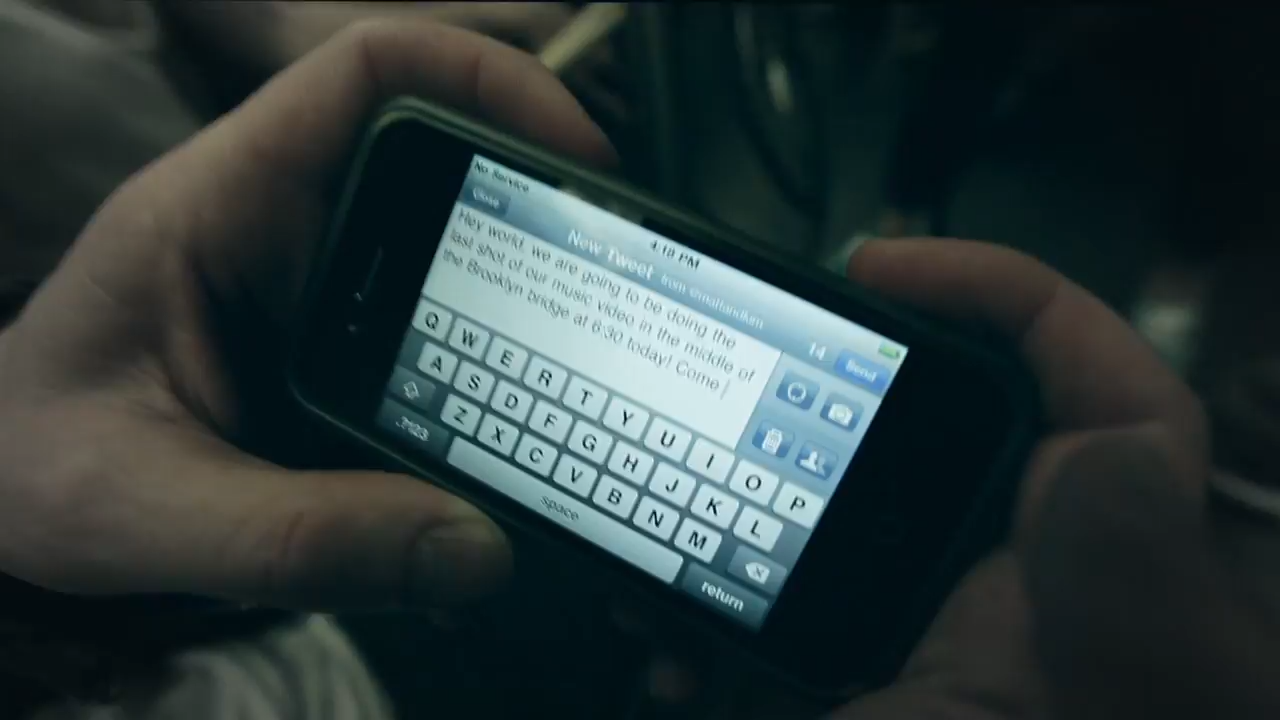 No Service
4:18 PM
Close
New Tweet from @mattandkim
14
Send
Hey world, we are going to be doing the
last shot of our music video in the middle of
the Brooklyn bridge at 6:30 today! Come
Q W E R T Y U I O P
A S D F G H J K L
Z X C V B N M
.?123
space
return